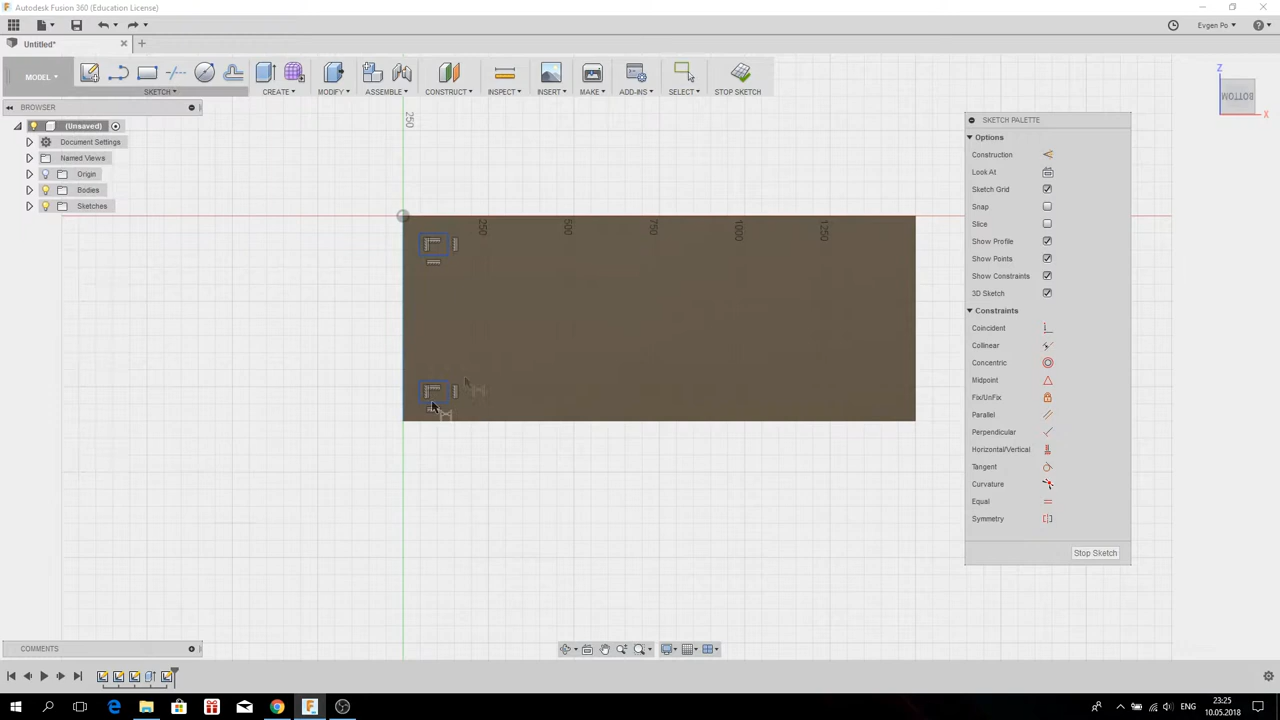 Autodesk Fusion 360 (Education License)
Evgen Po
Untitled*
MODEL
SKETCH
CREATE
MODIFY
ASSEMBLE
CONSTRUCT
INSPECT
INSERT
MAKE
ADD-INS
SELECT
STOP SKETCH
BROWSER
(Unsaved)
Document Settings
Named Views
Origin
Bodies
Sketches
250
250
500
750
1000
1250
Z
BOTTOM
X
SKETCH PALETTE
Options
Construction
Look At
Sketch Grid
Snap
Slice
Show Profile
Show Points
Show Constraints
3D Sketch
Constraints
Coincident
Collinear
Concentric
Midpoint
Fix/UnFix
Parallel
Perpendicular
Horizontal/Vertical
Tangent
Curvature
Equal
Symmetry
Stop Sketch
COMMENTS
ENG
23:25
10.05.2018